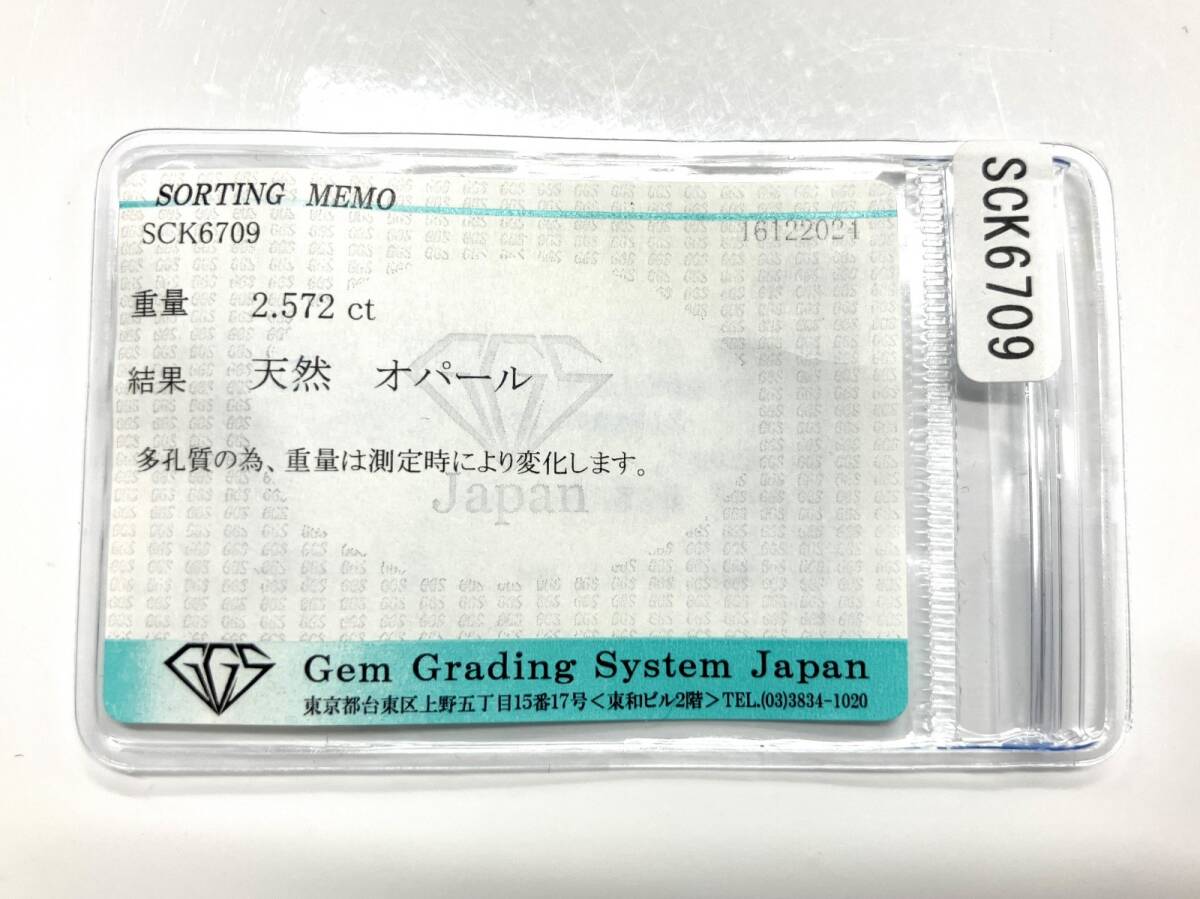 SORTING MEMO
SCK6709
16122024
重量 2.572 ct
結果 天然 オパール
多孔質の為、重量は測定時により変化します。
GGS
Japan
GGS
Gem Grading System Japan
東京都台東区上野五丁目15番17号<東和ビル2階>TEL.(03)3834-1020
SCK6709